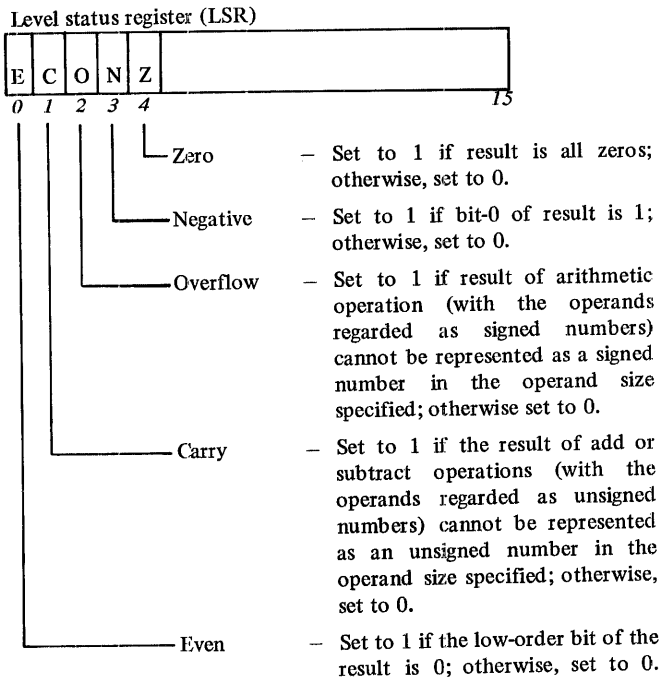 Level status register (LSR)
E C O N Z
0 1 2 3 4 15
Zero – Set to 1 if result is all zeros;
otherwise, set to 0.
Negative – Set to 1 if bit-0 of result is 1;
otherwise, set to 0.
Overflow – Set to 1 if result of arithmetic
operation (with the operands
regarded as signed numbers)
cannot be represented as a signed
number in the operand size
specified; otherwise set to 0.
Carry – Set to 1 if the result of add or
subtract operations (with the
operands regarded as unsigned
numbers) cannot be represented
as an unsigned number in the
operand size specified; otherwise,
set to 0.
Even – Set to 1 if the low-order bit of the
result is 0; otherwise, set to 0.